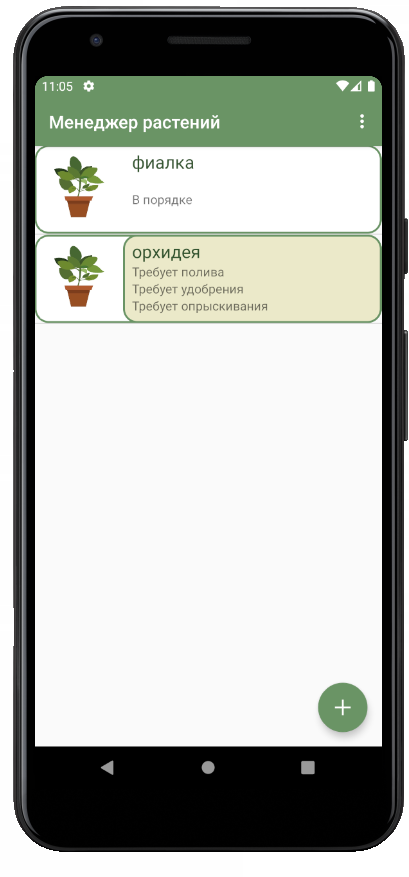 11:05
Менеджер растений
фиалка
В порядке
орхидея
Требует полива
Требует удобрения
Требует опрыскивания